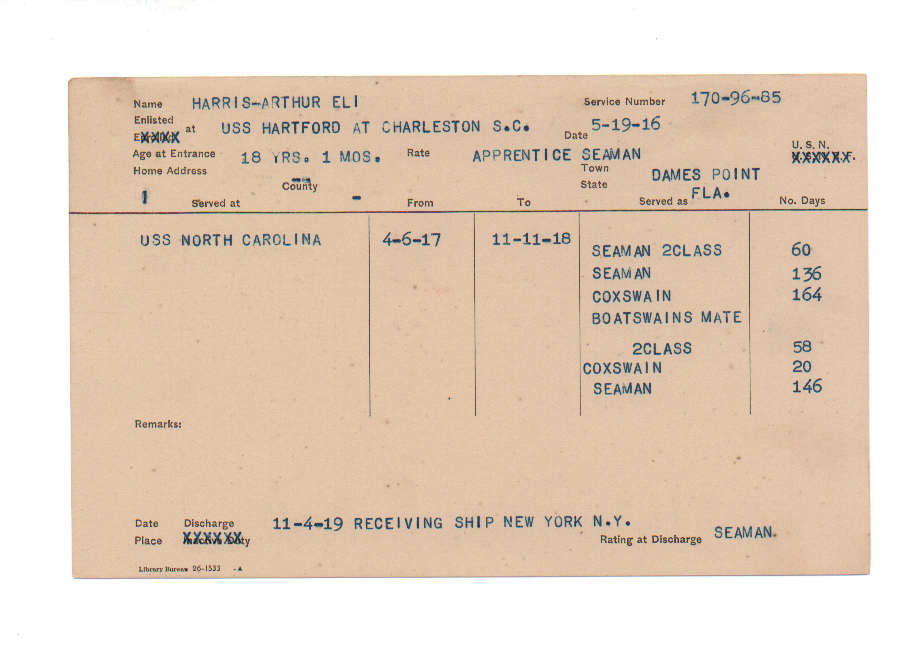 Name HARRIS-ARTHUR ELI Service Number 170-96-85
Enlisted at USS HARTFORD AT CHARLESTON S.C. Date 5-19-16
Age at Entrance 18 YRS. 1 MOS. Rate APPRENTICE SEAMAN U. S. N.
Home Address Town DAMES POINT
County State FLA.
Served at From To Served as No. Days
USS NORTH CAROLINA 4-6-17 11-11-18
SEAMAN 2CLASS 60
SEAMAN 136
COXSWAIN 164
BOATSWAINS MATE
2CLASS 58
COXSWAIN 20
SEAMAN 146
Remarks:
Date Discharge 11-4-19 RECEIVING SHIP NEW YORK N.Y.
Place Inactive Duty Rating at Discharge SEAMAN.
Library Bureau 26-1533 -A